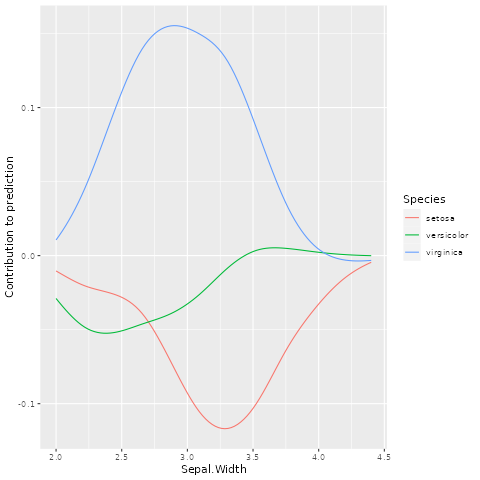 Contribution to prediction
0.1
0.0
-0.1
2.0 2.5 3.0 3.5 4.0 4.5
Sepal.Width
Species
setosa
versicolor
virginica